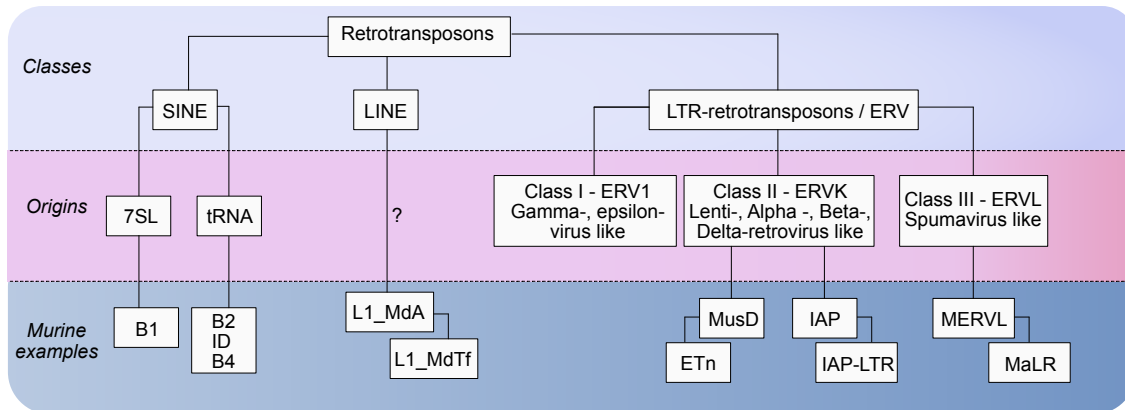 Retrotransposons
Classes
SINE
LINE
LTR-retrotransposons / ERV
Origins
7SL
tRNA
?
Class I - ERV1
Gamma-, epsilon-
virus like
Class II - ERVK
Lenti-, Alpha -, Beta-,
Delta-retrovirus like
Class III - ERVL
Spumavirus like
Murine
examples
B1
B2
ID
B4
L1_MdA
L1_MdTf
MusD
ETn
IAP
IAP-LTR
MERVL
MaLR